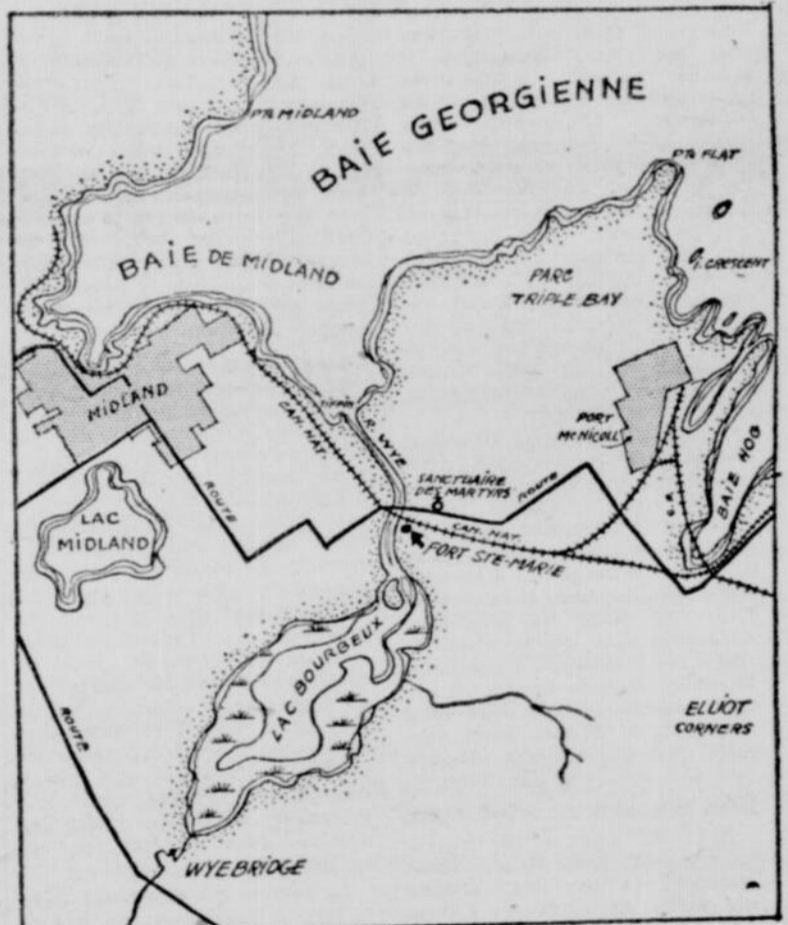 PTE MIDLAND
BAIE GEORGIENNE
PTE FLAT
BAIE DE MIDLAND
I. CRESCENT
PARC
TRIPLE BAY
MIDLAND
CAN. NAT.
R. WYE
PORT
McNICOLL
BAIE HOG
ROUTE
SANCTUAIRE
DES MARTYRS
ROUTE
C.P.
LAC
MIDLAND
CAN. NAT.
FORT STE-MARIE
LAC BOURBEUX
ROUTE
ELLIOT
CORNERS
WYEBRIDGE